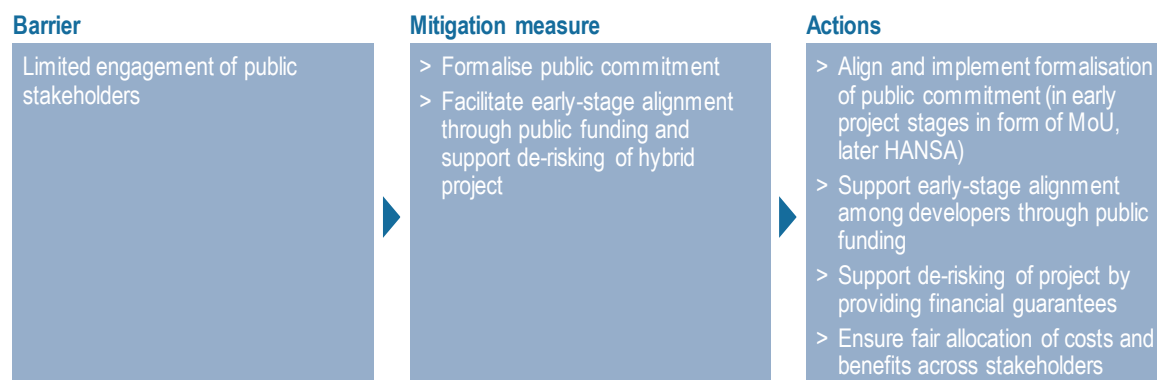 Barrier
Limited engagement of public
stakeholders
Mitigation measure
> Formalise public commitment
> Facilitate early-stage alignment
through public funding and
support de-risking of hybrid
project
Actions
> Align and implement formalisation
of public commitment (in early
project stages in form of MoU,
later HANSA)
> Support early-stage alignment
among developers through public
funding
> Support de-risking of project by
providing financial guarantees
> Ensure fair allocation of costs and
benefits across stakeholders